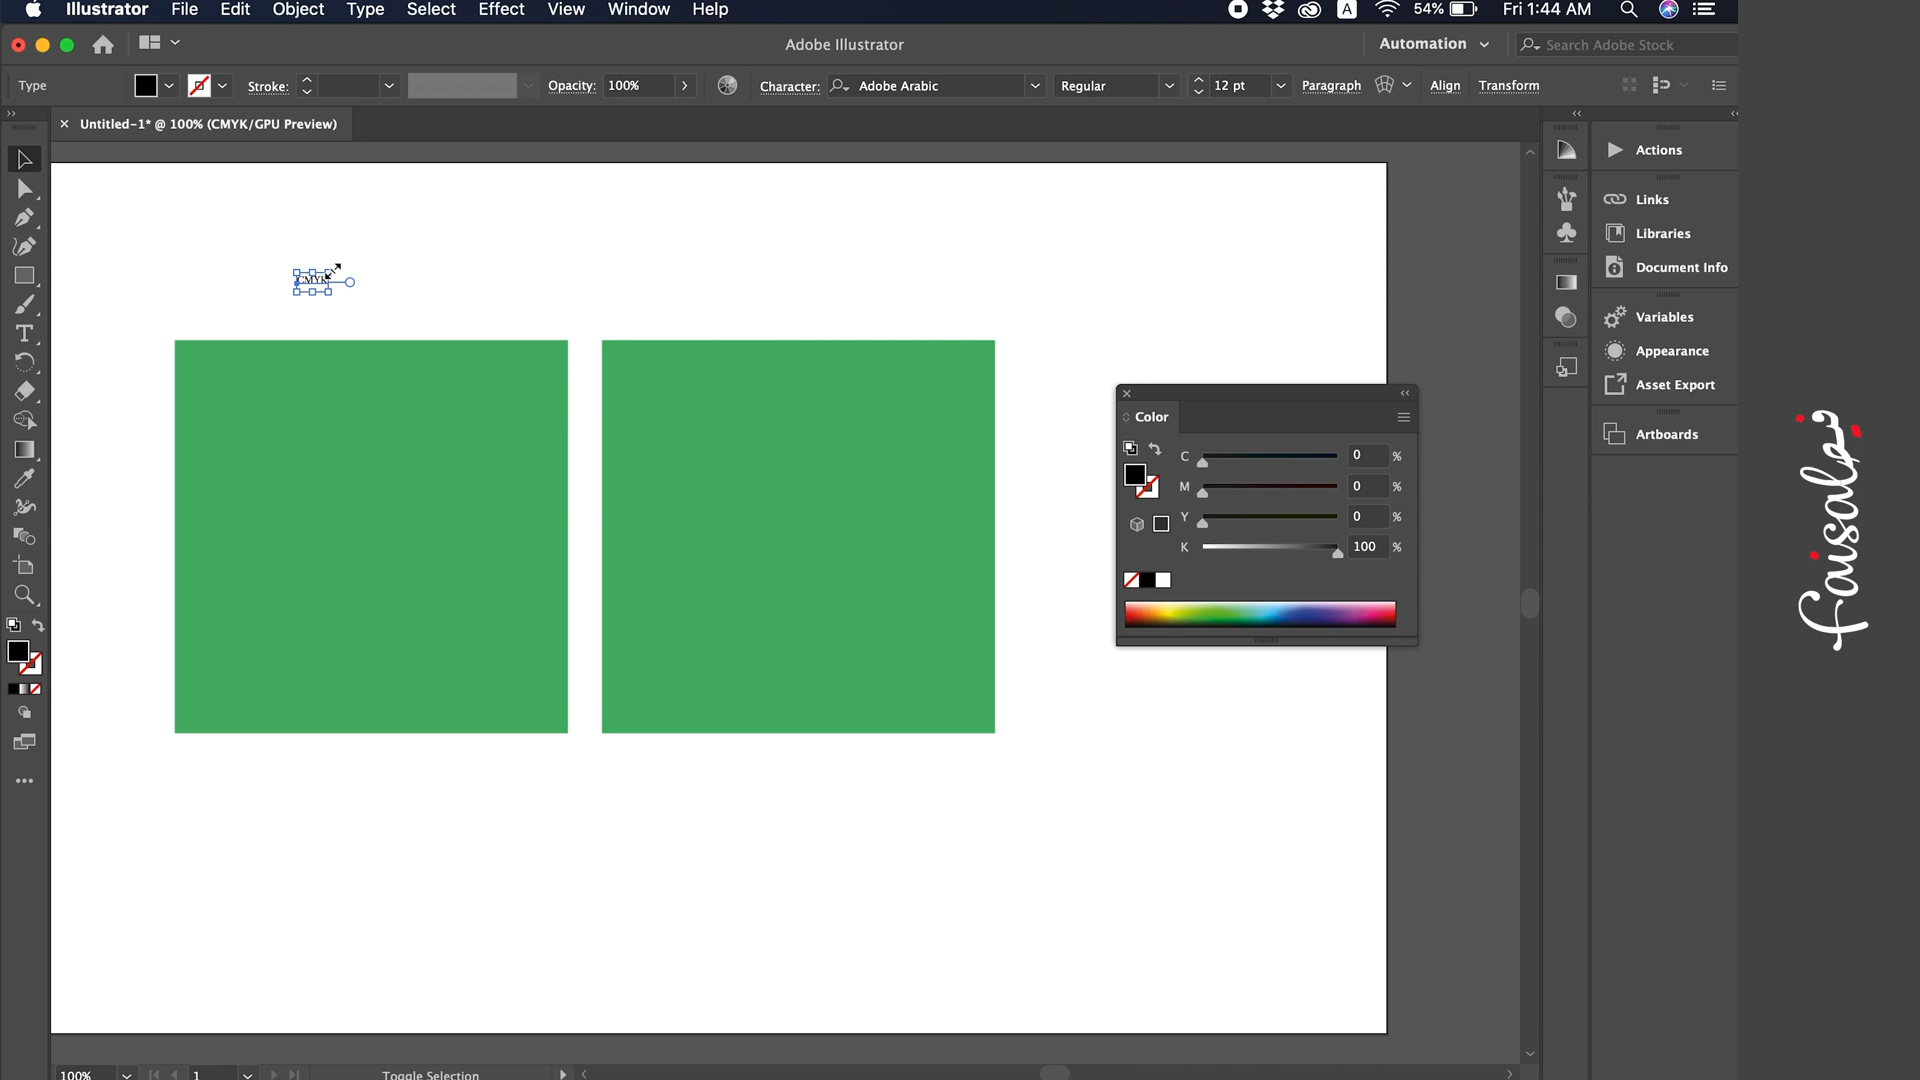 Illustrator File Edit Object Type Select Effect View Window Help A 54% Fri 1:44 AM
Adobe Illustrator Automation Search Adobe Stock
Type Stroke: Opacity: 100% Character: Adobe Arabic Regular 12 pt Paragraph Align Transform
Untitled-1* @ 100% (CMYK/GPU Preview)
Actions
Links
Libraries
Document Info
Variables
Appearance
Asset Export
Artboards
CMYK
Color
C 0 %
M 0 %
Y 0 %
K 100 %
faisalpj
100% 1 Toggle Selection